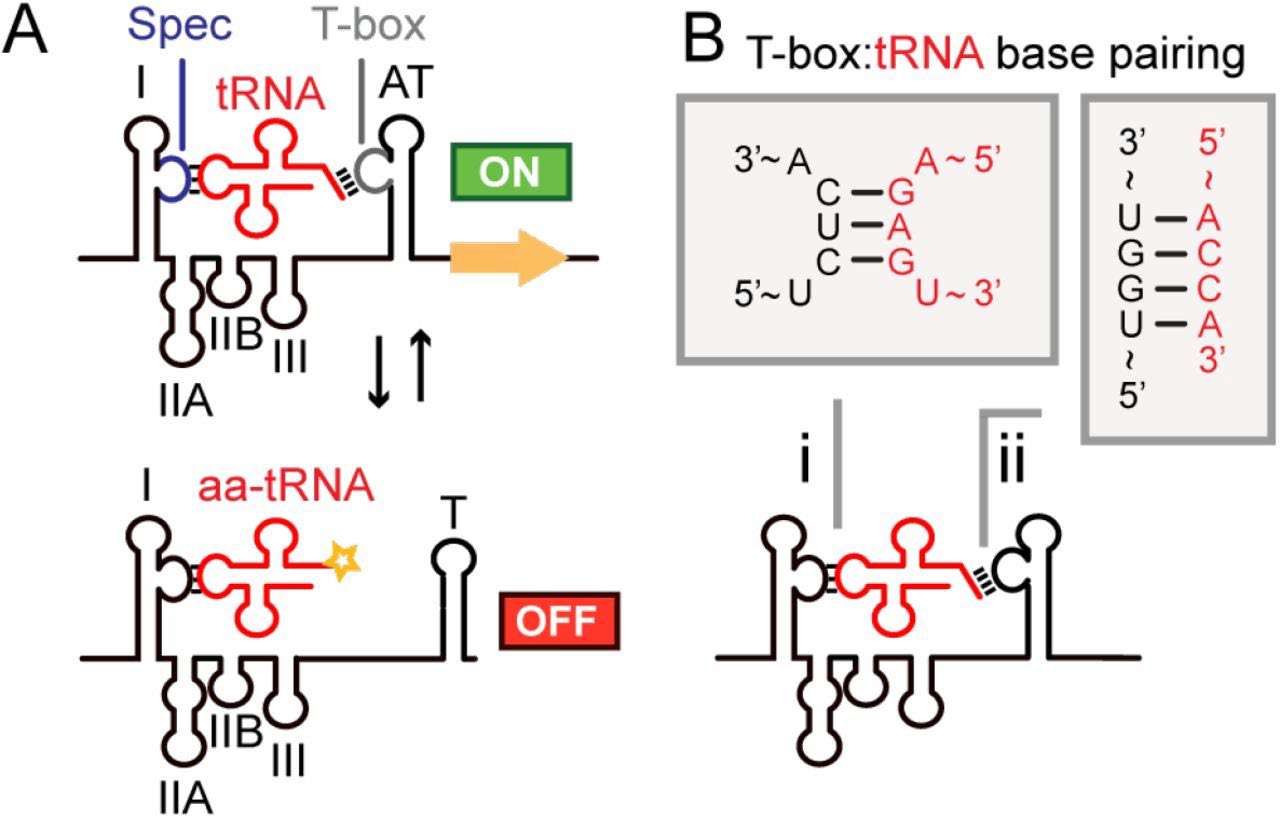 A
Spec
T-box
I
tRNA
AT
ON
IIB
III
IIA
I
aa-tRNA
T
OFF
IIB
III
IIA
B
T-box:tRNA base pairing
3’~A A~5’
C — G
U — A
C — G
5’~U U~3’
3’ 5’
~ ~
U — A
G — C
G — C
U — A
~ 3’
5’
i
ii